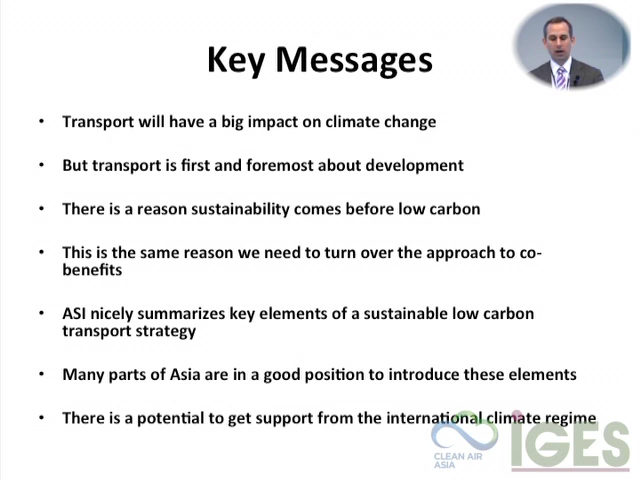 Key Messages
• Transport will have a big impact on climate change
• But transport is first and foremost about development
• There is a reason sustainability comes before low carbon
• This is the same reason we need to turn over the approach to co-
benefits
• ASI nicely summarizes key elements of a sustainable low carbon
transport strategy
• Many parts of Asia are in a good position to introduce these elements
• There is a potential to get support from the international climate regime
CLEAN AIR
ASIA
iGES